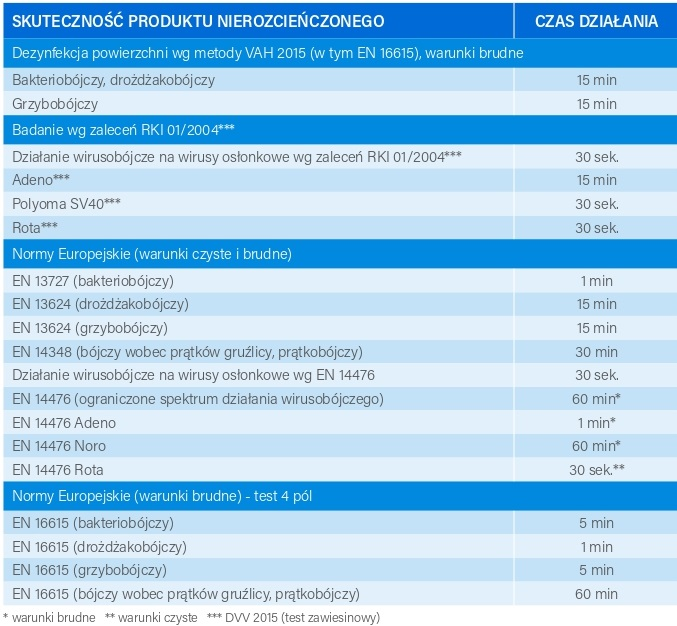 SKUTECZNOŚĆ PRODUKTU NIEROZCIEŃCZONEGO CZAS DZIAŁANIA
Dezynfekcja powierzchni wg metody VAH 2015 (w tym EN 16615), warunki brudne
Bakteriobójczy, drożdżakobójczy 15 min
Grzybobójczy 15 min
Badanie wg zaleceń RKI 01/2004***
Działanie wirusobójcze na wirusy osłonkowe wg zaleceń RKI 01/2004*** 30 sek.
Adeno*** 15 min
Polyoma SV40*** 30 sek.
Rota*** 30 sek.
Normy Europejskie (warunki czyste i brudne)
EN 13727 (bakteriobójczy) 1 min
EN 13624 (drożdżakobójczy) 15 min
EN 13624 (grzybobójczy) 15 min
EN 14348 (bójczy wobec prątków gruźlicy, prątkobójczy) 30 min
Działanie wirusobójcze na wirusy osłonkowe wg EN 14476 30 sek.
EN 14476 (ograniczone spektrum działania wirusobójczego) 60 min*
EN 14476 Adeno 1 min*
EN 14476 Noro 60 min*
EN 14476 Rota 30 sek.**
Normy Europejskie (warunki brudne) - test 4 pól
EN 16615 (bakteriobójczy) 5 min
EN 16615 (drożdżakobójczy) 1 min
EN 16615 (grzybobójczy) 5 min
EN 16615 (bójczy wobec prątków gruźlicy, prątkobójczy) 60 min
* warunki brudne ** warunki czyste *** DVV 2015 (test zawiesinowy)